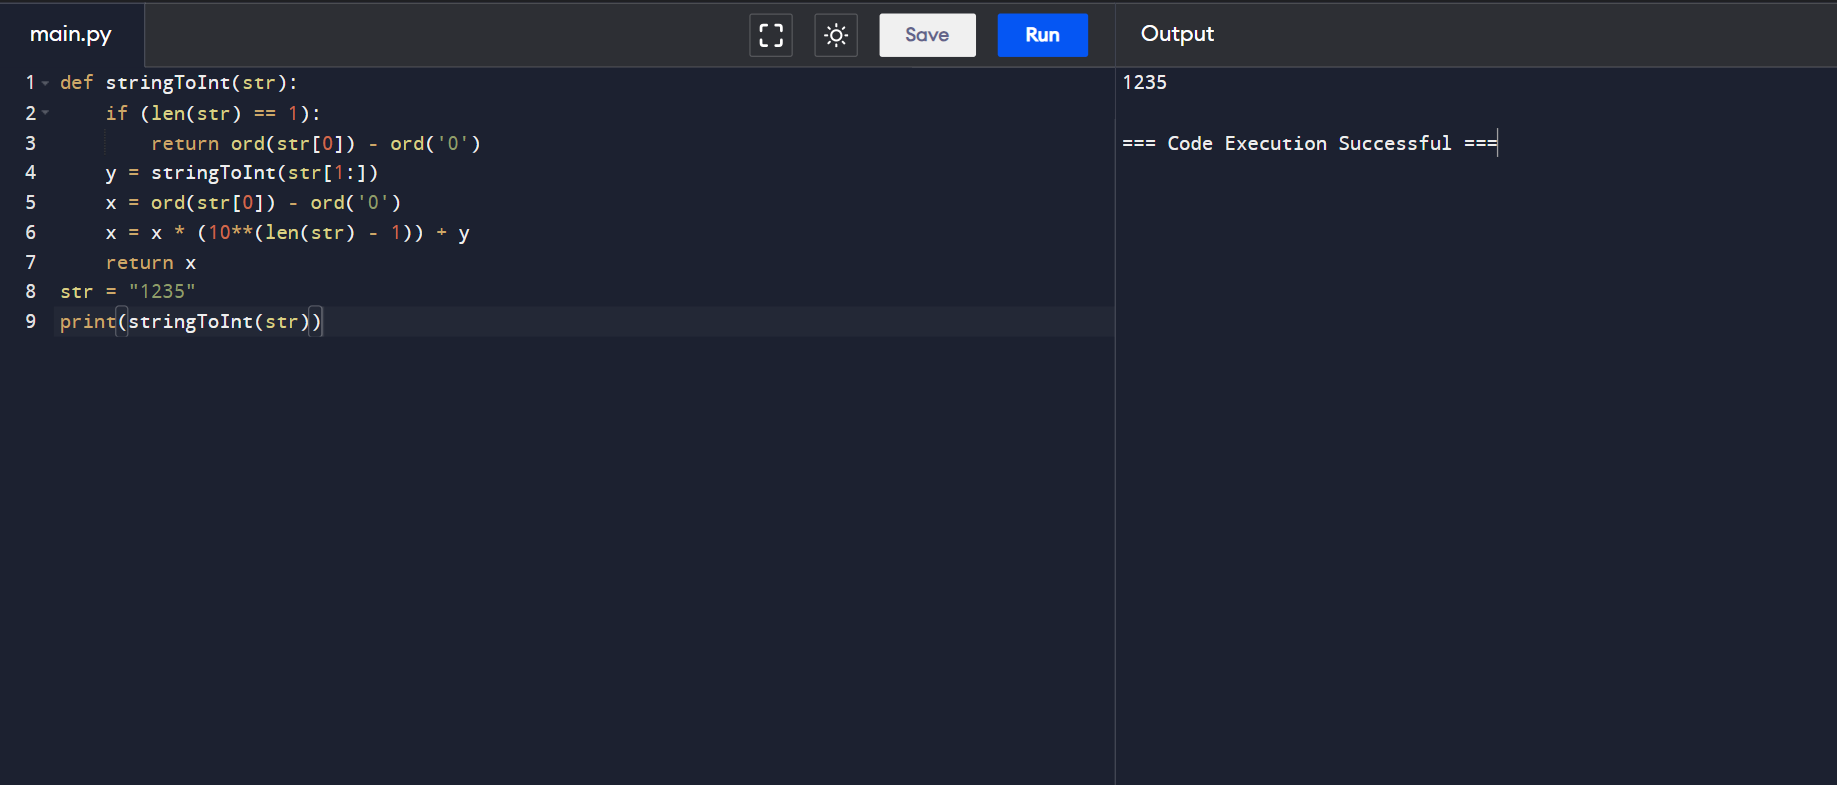 main.py
Save
Run
Output
1 def stringToInt(str):
2     if (len(str) == 1):
3         return ord(str[0]) - ord('0')
4     y = stringToInt(str[1:])
5     x = ord(str[0]) - ord('0')
6     x = x * (10**(len(str) - 1)) + y
7     return x
8 str = "1235"
9 print(stringToInt(str))
1235
=== Code Execution Successful ===